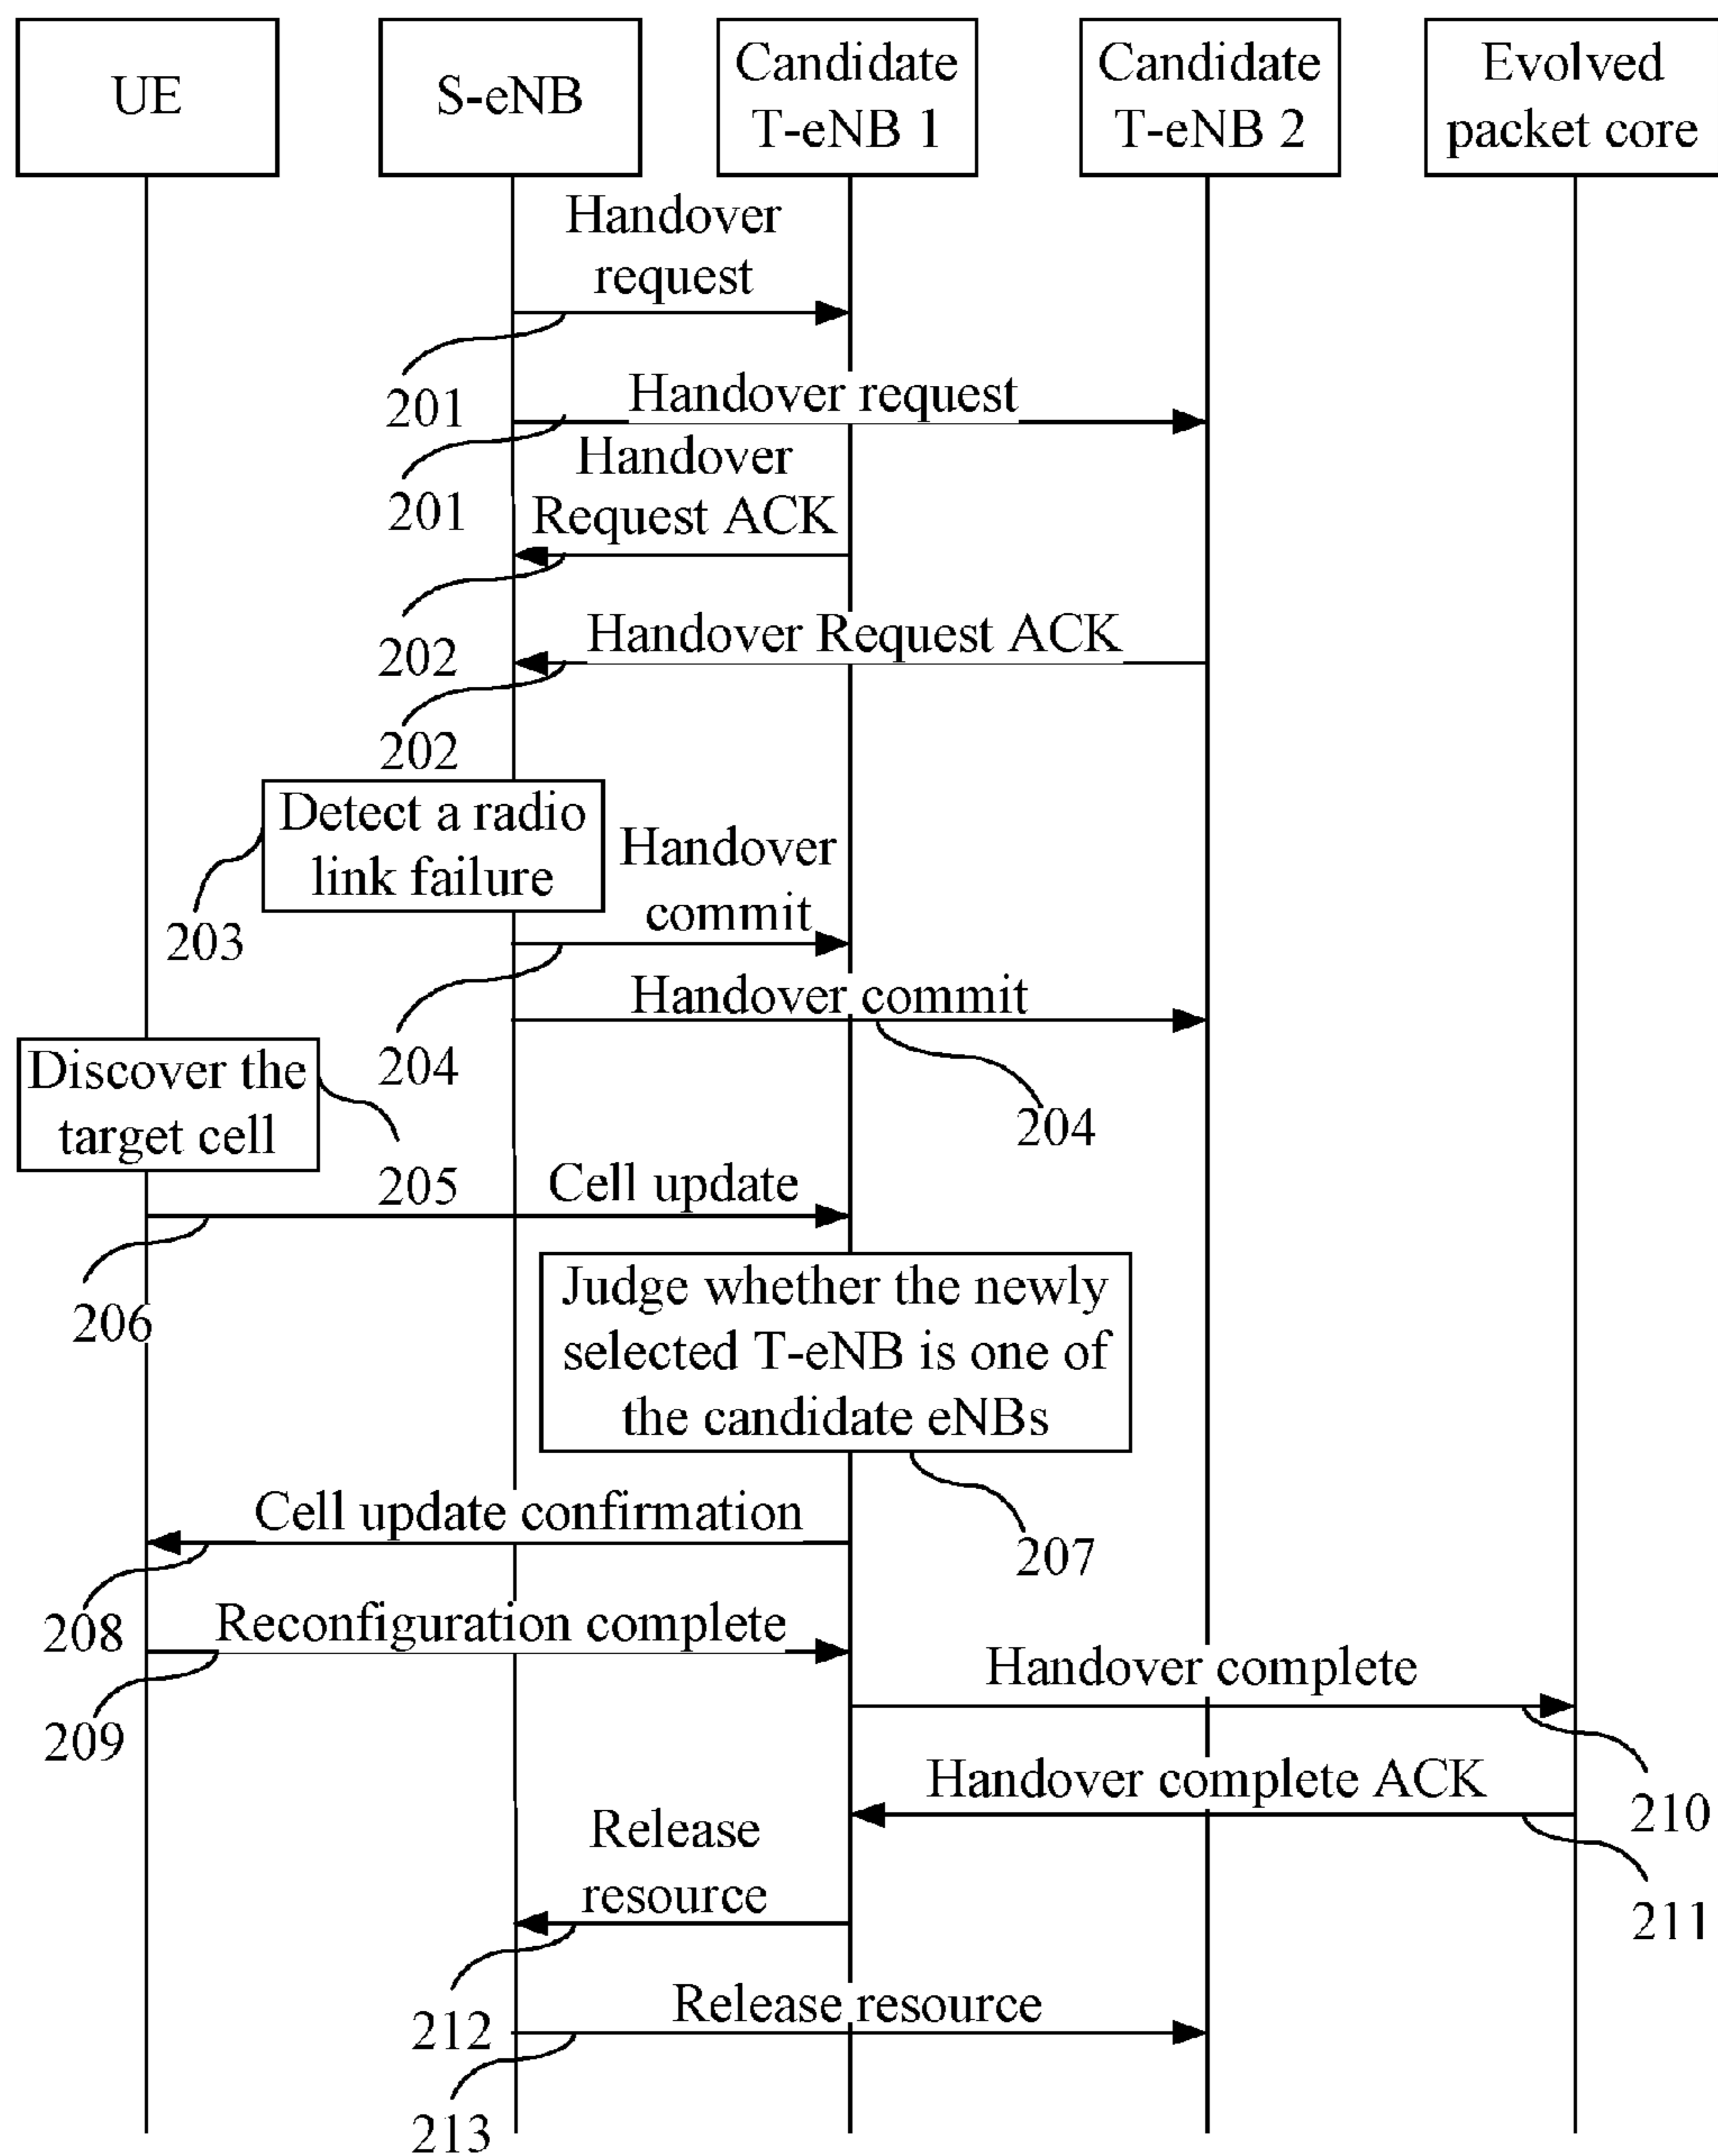 UE
S-eNB
Candidate
T-eNB 1
Candidate
T-eNB 2
Evolved
packet core
Handover
request
201
Handover request
201
Handover
Request ACK
202
Handover Request ACK
202
Detect a radio
link failure
203
Handover
commit
204
Handover commit
204
Discover the
target cell
205
Cell update
206
Judge whether the newly
selected T-eNB is one of
the candidate eNBs
207
Cell update confirmation
208
Reconfiguration complete
209
Handover complete
210
Handover complete ACK
211
Release
resource
212
Release resource
213